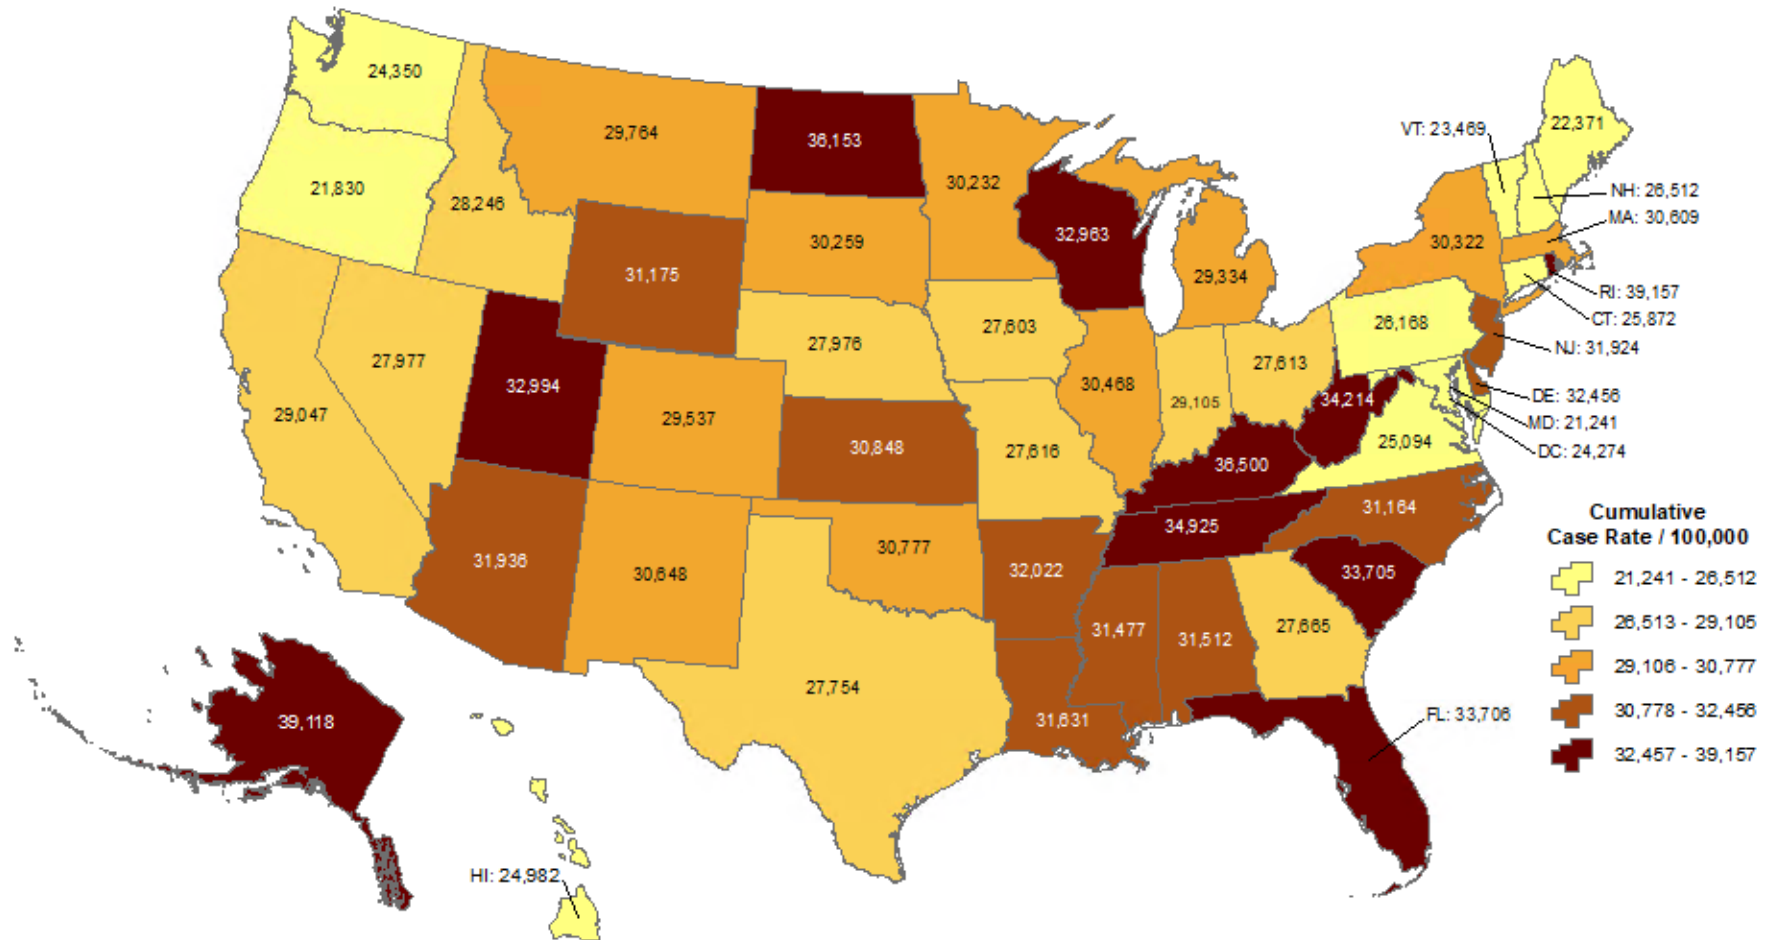 24,350
22,371
VT: 23,469
29,764
36,153
30,232
21,830
28,246
NH: 26,512
MA: 30,609
32,963
30,322
30,259
31,175
29,334
RI: 39,157
CT: 25,872
26,168
27,603
27,976
NJ: 31,924
27,977
27,613
32,994
30,468
DE: 32,456
34,214
29,105
29,047
29,537
MD: 21,241
25,094
30,848
27,616
DC: 24,274
36,500
31,164
Cumulative
Case Rate / 100,000
34,925
30,777
31,936
30,648
32,022
33,705
21,241 - 26,512
26,513 - 29,105
31,477
31,512
27,665
29,106 - 30,777
27,754
30,778 - 32,456
39,118
31,631
FL: 33,706
32,457 - 39,157
HI: 24,982